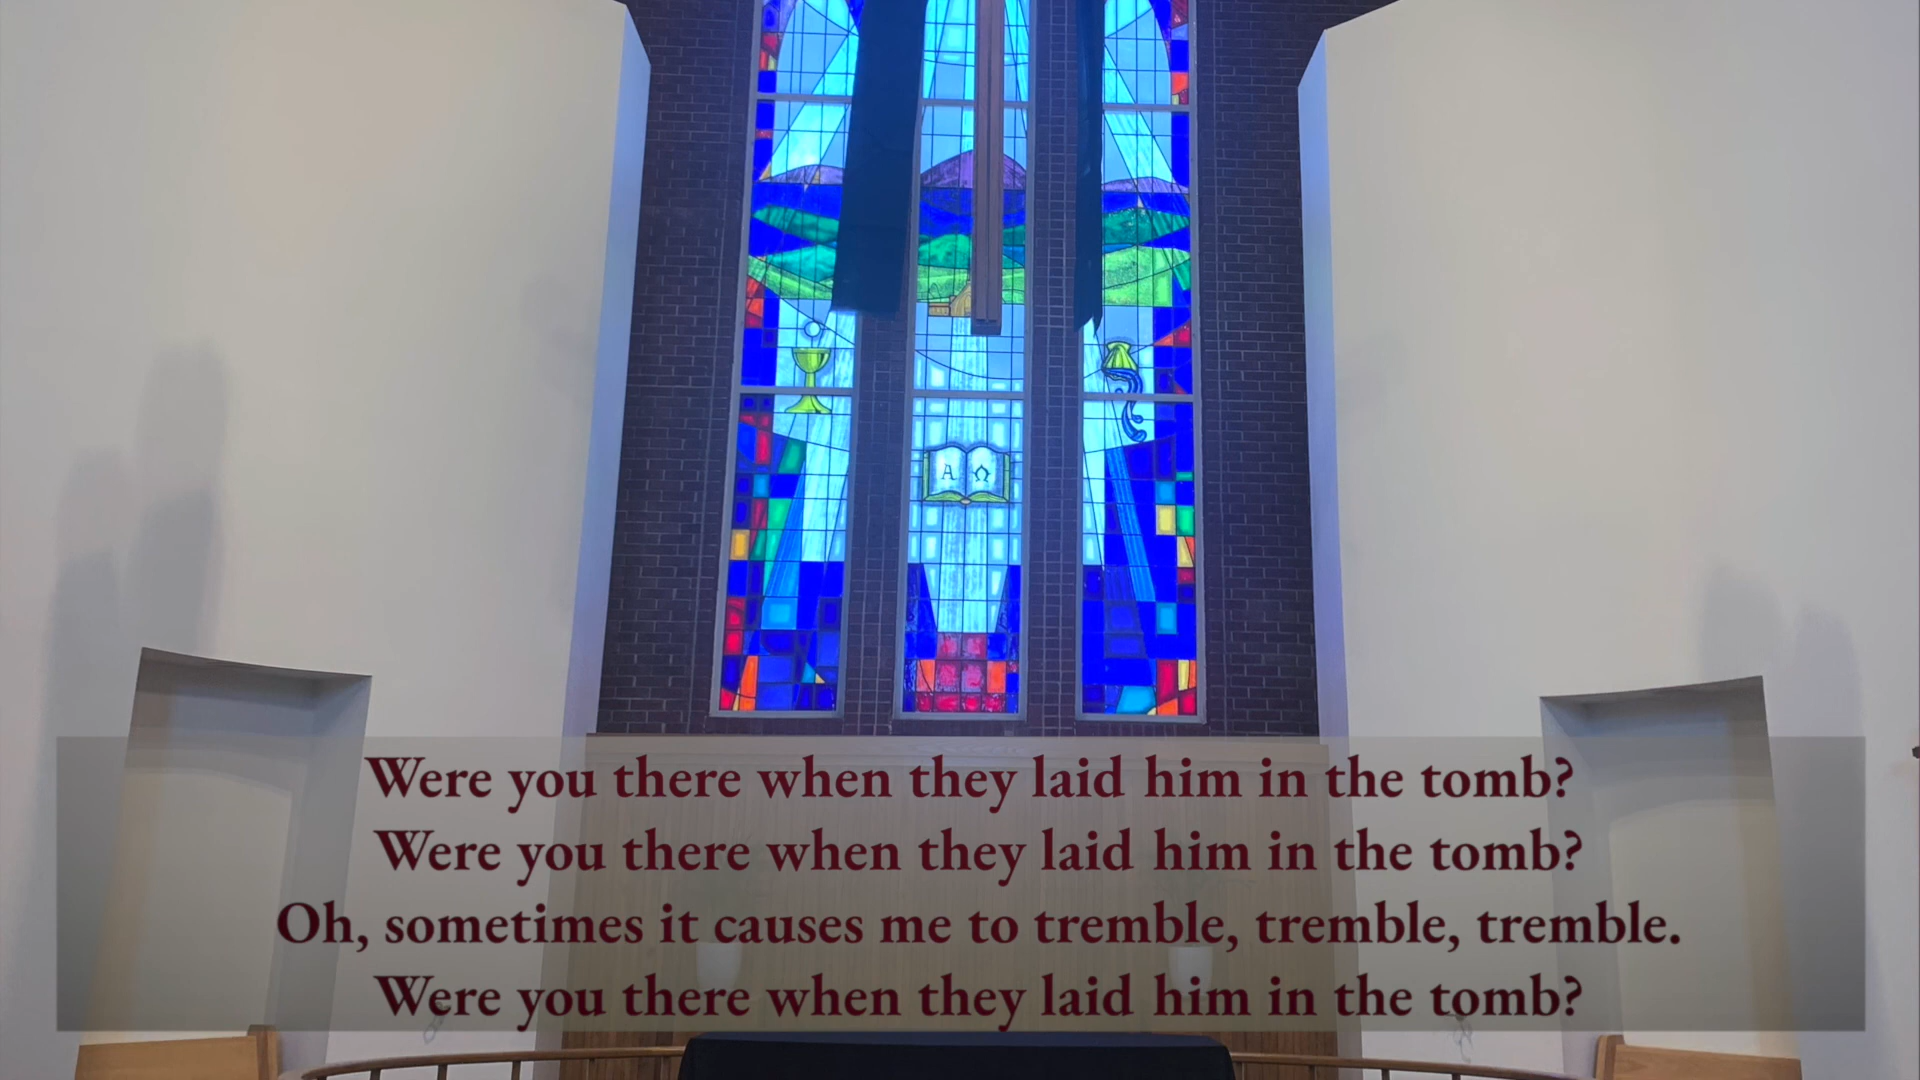 Α Ω
Were you there when they laid him in the tomb?
Were you there when they laid him in the tomb?
Oh, sometimes it causes me to tremble, tremble, tremble.
Were you there when they laid him in the tomb?